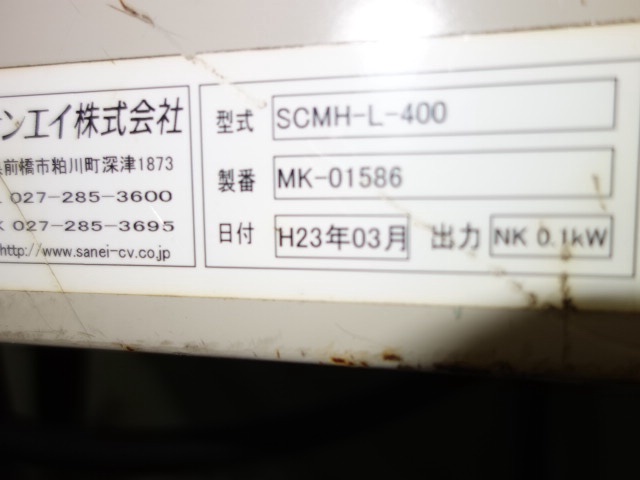 ンエイ株式会社
前橋市粕川町深津1873
027-285-3600
027-285-3695
http://www.sanei-cv.co.jp
型式 SCMH-L-400
製番 MK-01586
日付 H23年03月 出力 NK 0.1kW